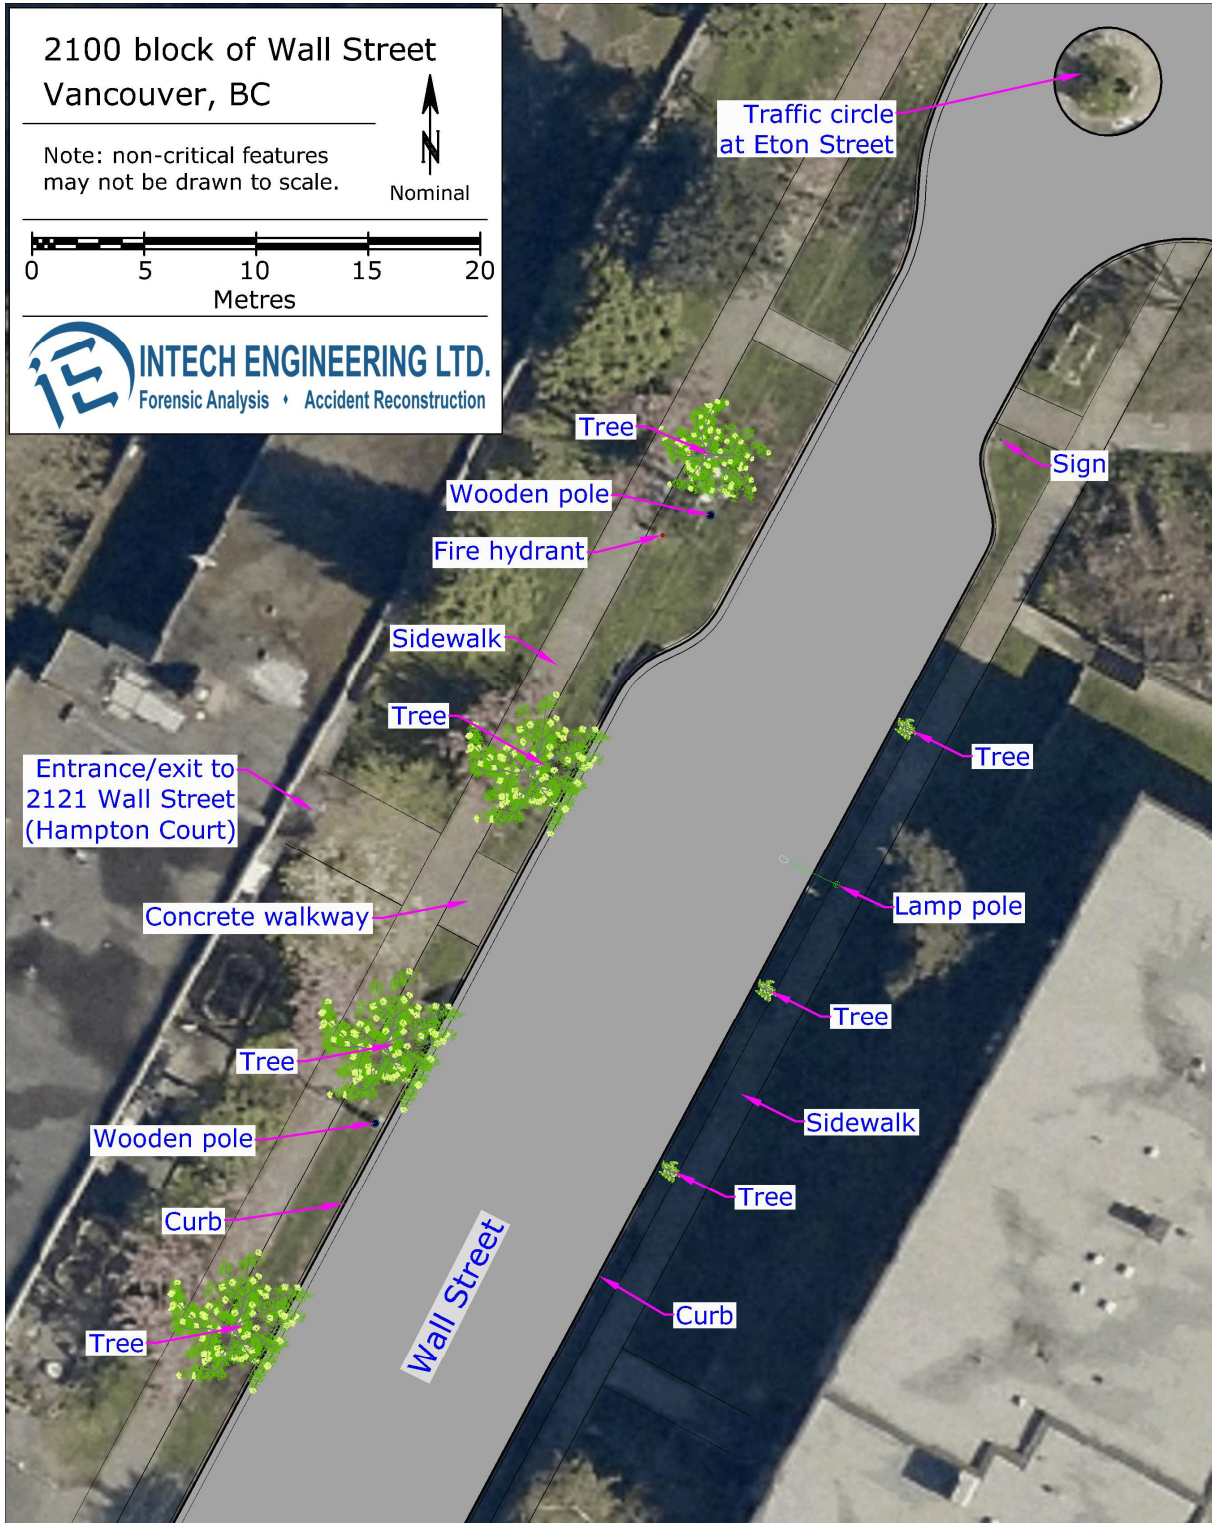 2100 block of Wall Street
Vancouver, BC
Note: non-critical features
may not be drawn to scale.
N
Nominal
0 5 10 15 20
Metres
iE INTECH ENGINEERING LTD.
Forensic Analysis ♦ Accident Reconstruction
Traffic circle
at Eton Street
Tree
Sign
Wooden pole
Fire hydrant
Sidewalk
Tree
Tree
Entrance/exit to
2121 Wall Street
(Hampton Court)
Lamp pole
Concrete walkway
Tree
Tree
Sidewalk
Wooden pole
Tree
Curb
Wall Street
Curb
Tree